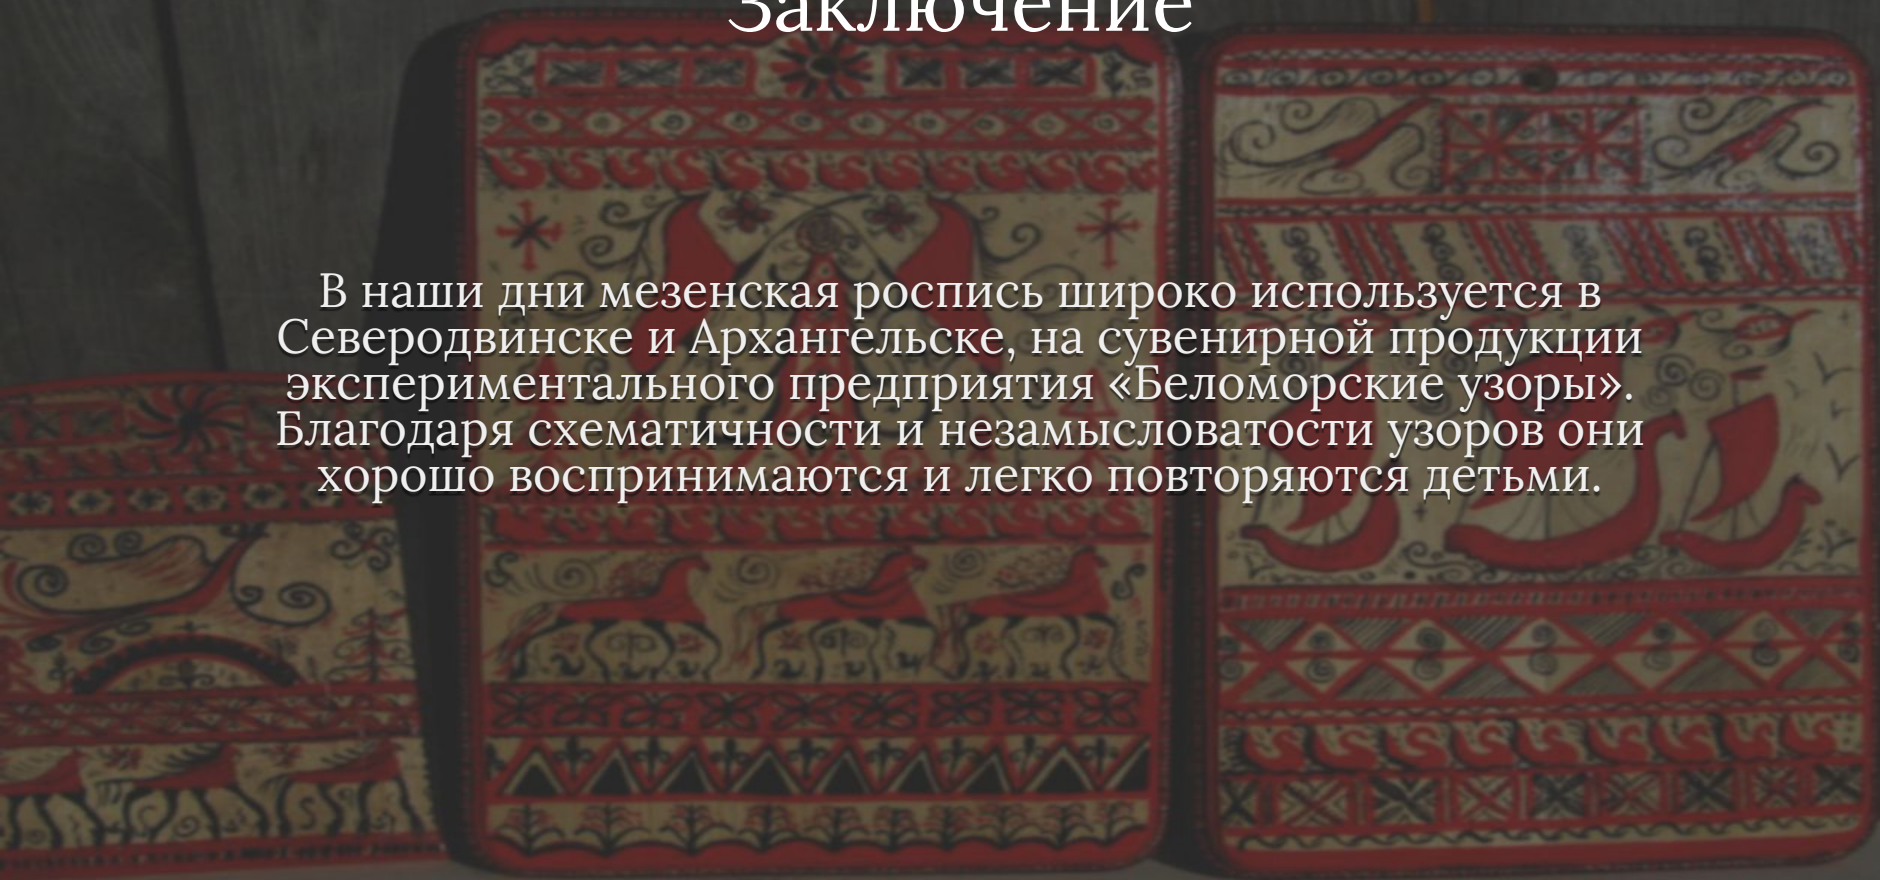 Заключение
В наши дни мезенская роспись широко используется в
Северодвинске и Архангельске, на сувенирной продукции
экспериментального предприятия «Беломорские узоры».
Благодаря схематичности и незамысловатости узоров они
хорошо воспринимаются и легко повторяются детьми.